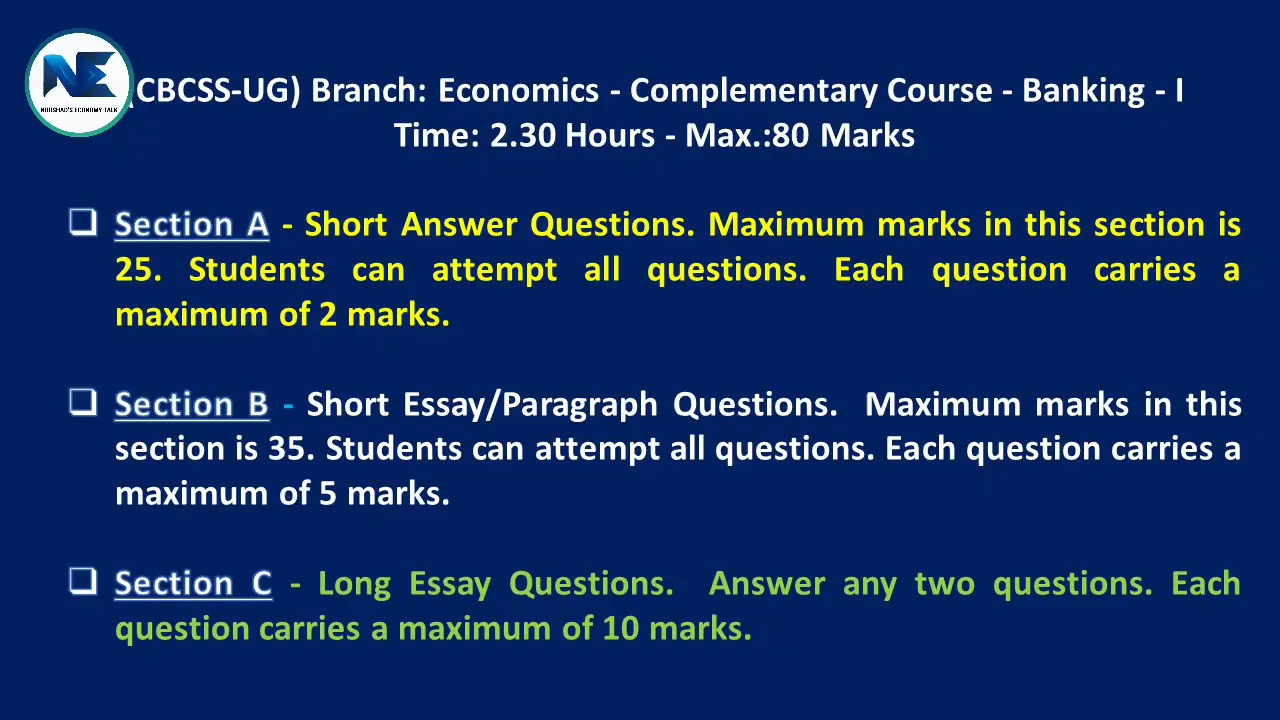 NE
NOUSHAD'S ECONOMY TALK
(CBCSS-UG) Branch: Economics - Complementary Course - Banking - I
Time: 2.30 Hours - Max.:80 Marks
❑ Section A - Short Answer Questions. Maximum marks in this section is
25. Students can attempt all questions. Each question carries a
maximum of 2 marks.
❑ Section B - Short Essay/Paragraph Questions. Maximum marks in this
section is 35. Students can attempt all questions. Each question carries a
maximum of 5 marks.
❑ Section C - Long Essay Questions. Answer any two questions. Each
question carries a maximum of 10 marks.